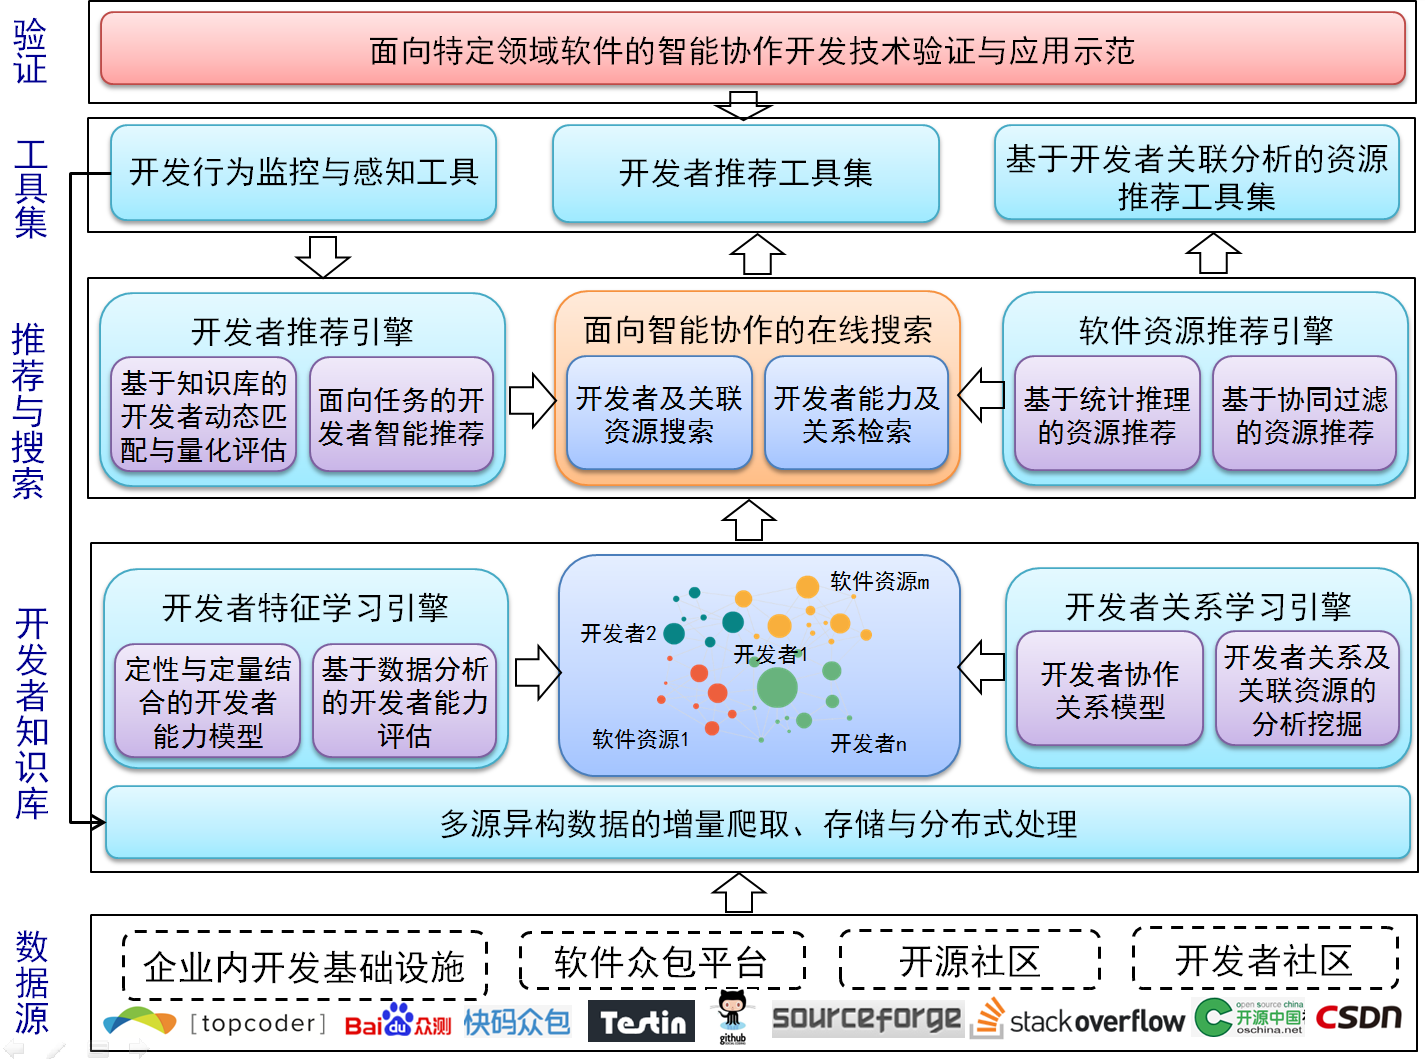 验证
面向特定领域软件的智能协作开发技术验证与应用示范
工具集
开发行为监控与感知工具
开发者推荐工具集
基于开发者关联分析的资源
推荐工具集
推荐与搜索
开发者推荐引擎
基于知识库的
开发者动态匹
配与量化评估
面向任务的开
发者智能推荐
面向智能协作的在线搜索
开发者及关联
资源搜索
开发者能力及
关系检索
软件资源推荐引擎
基于统计推理
的资源推荐
基于协同过滤
的资源推荐
开发者知识库
开发者特征学习引擎
定性与定量结
合的开发者
能力模型
基于数据分析
的开发者能力
评估
软件资源m
开发者2
开发者1
软件资源1
开发者n
开发者关系学习引擎
开发者协作
关系模型
开发者关系及
关联资源的
分析挖掘
多源异构数据的增量爬取、存储与分布式处理
数据源
企业内开发基础设施
软件众包平台
开源社区
开发者社区
[topcoder]
Baidu众测
快码众包
Testin
github
sourceforge
stackoverflow
open source china
开源中国
oschina.net
CSDN